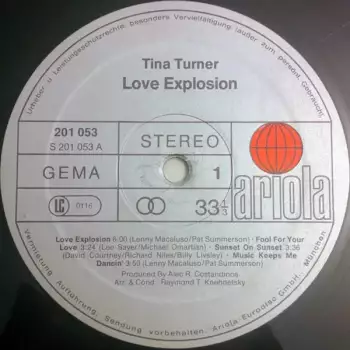 Urheber- u. Leistungsschutzrechte, besonders Vervielfältigung (außer zum persönl. Gebrauch)
Tina Turner
Love Explosion
201 053
S 201 053 A
STEREO
GEMA
1
LC 0116
33⅓
ariola
Love Explosion 6:00 (Lenny Macaluso/Pat Summerson) · Fool For Your
Love 3:24 (Leo Sayer/Michael Omartian) · Sunset On Sunset 3:36
(David Courtney/Richard Niles/Billy Livsley) · Music Keeps Me
Dancin' 3:50 (Lenny Macaluso/Pat Summerson)
Produced By Alec R. Costandinos
Arr. & Cond. Raymond T. Knehnetsky
Vermietung, Aufführung, Sendung vorbehalten. Ariola-Eurodisc GmbH, München